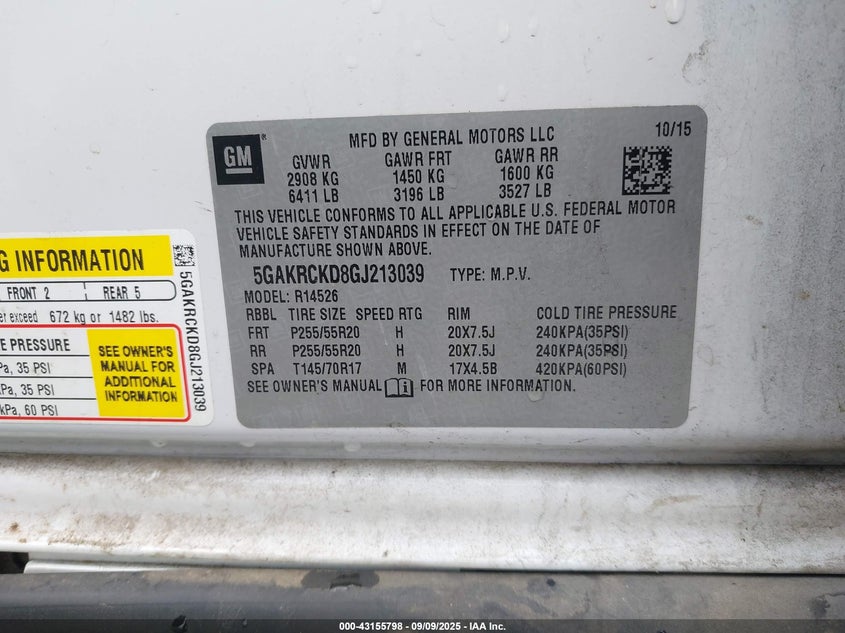 GM
®
MFD BY GENERAL MOTORS LLC
10/15
GVWR GAWR FRT GAWR RR
2908 KG 1450 KG 1600 KG
6411 LB 3196 LB 3527 LB
THIS VEHICLE CONFORMS TO ALL APPLICABLE U.S. FEDERAL MOTOR
VEHICLE SAFETY STANDARDS IN EFFECT ON THE DATE OF
MANUFACTURE SHOWN ABOVE.
5GAKRCKD8GJ213039 TYPE: M.P.V.
MODEL: R14526
RBBL TIRE SIZE SPEED RTG RIM COLD TIRE PRESSURE
FRT P255/55R20 H 20X7.5J 240KPA(35PSI)
RR P255/55R20 H 20X7.5J 240KPA(35PSI)
SPA T145/70R17 M 17X4.5B 420KPA(60PSI)
SEE OWNER'S MANUAL FOR MORE INFORMATION.
G INFORMATION
FRONT 2 REAR 5
er exceed 672 kg or 1482 lbs.
E PRESSURE
Pa, 35 PSI
Pa, 35 PSI
kPa, 60 PSI
SEE OWNER'S
MANUAL FOR
ADDITIONAL
INFORMATION
5GAKRCKD8GJ213039
000-43155798 - 09/09/2025 - IAA Inc.